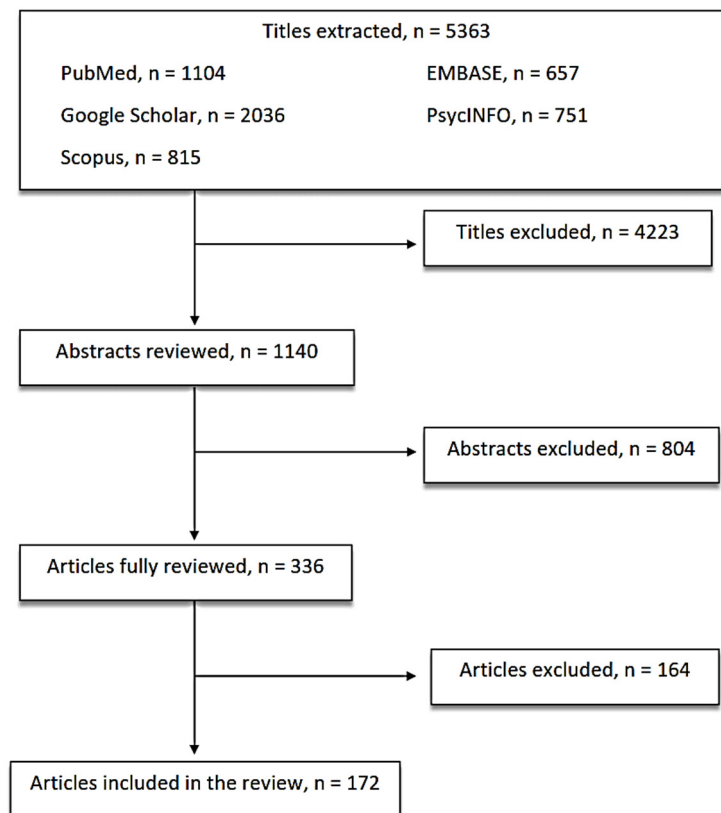 Titles extracted, n = 5363
PubMed, n = 1104
EMBASE, n = 657
Google Scholar, n = 2036
PsycINFO, n = 751
Scopus, n = 815
Titles excluded, n = 4223
Abstracts reviewed, n = 1140
Abstracts excluded, n = 804
Articles fully reviewed, n = 336
Articles excluded, n = 164
Articles included in the review, n = 172